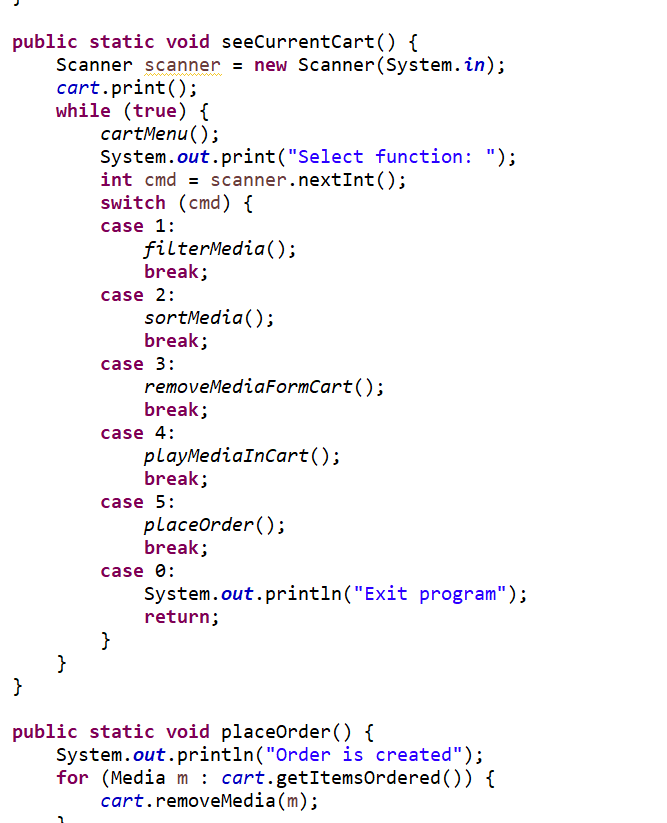 }
public static void seeCurrentCart() {
    Scanner scanner = new Scanner(System.in);
    cart.print();
    while (true) {
        cartMenu();
        System.out.print("Select function: ");
        int cmd = scanner.nextInt();
        switch (cmd) {
        case 1:
            filterMedia();
            break;
        case 2:
            sortMedia();
            break;
        case 3:
            removeMediaFormCart();
            break;
        case 4:
            playMediaInCart();
            break;
        case 5:
            placeOrder();
            break;
        case 0:
            System.out.println("Exit program");
            return;
        }
    }
}
public static void placeOrder() {
    System.out.println("Order is created");
    for (Media m : cart.getItemsOrdered()) {
        cart.removeMedia(m);
    }